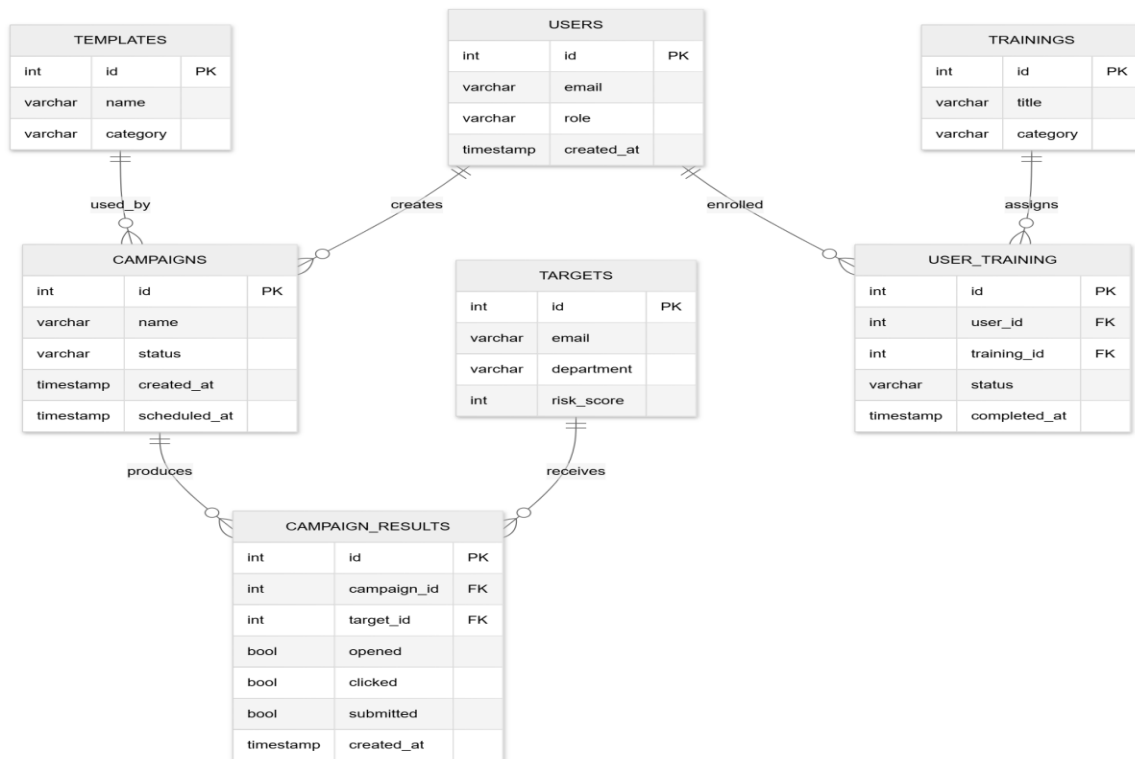 TEMPLATES
int id PK
varchar name
varchar category
USERS
int id PK
varchar email
varchar role
timestamp created_at
TRAININGS
int id PK
varchar title
varchar category
used_by
creates
enrolled
assigns
CAMPAIGNS
int id PK
varchar name
varchar status
timestamp created_at
timestamp scheduled_at
TARGETS
int id PK
varchar email
varchar department
int risk_score
USER_TRAINING
int id PK
int user_id FK
int training_id FK
varchar status
timestamp completed_at
produces
receives
CAMPAIGN_RESULTS
int id PK
int campaign_id FK
int target_id FK
bool opened
bool clicked
bool submitted
timestamp created_at